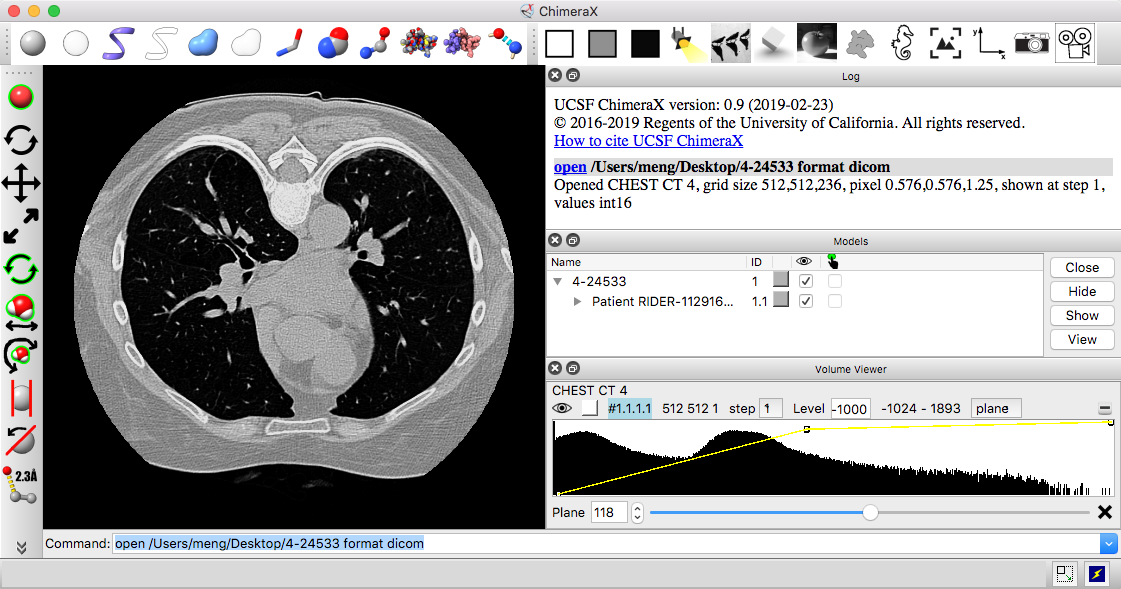 ChimeraX
y
x
2.3Å
Log
UCSF ChimeraX version: 0.9 (2019-02-23)
© 2016-2019 Regents of the University of California. All rights reserved.
How to cite UCSF ChimeraX
open /Users/meng/Desktop/4-24533 format dicom
Opened CHEST CT 4, grid size 512,512,236, pixel 0.576,0.576,1.25, shown at step 1,
values int16
Models
Name ID
4-24533 1
Patient RIDER-112916... 1.1
Close
Hide
Show
View
Volume Viewer
CHEST CT 4
#1.1.1.1 512 512 1 step 1 Level -1000 -1024 - 1893 plane
Plane 118
Command: open /Users/meng/Desktop/4-24533 format dicom